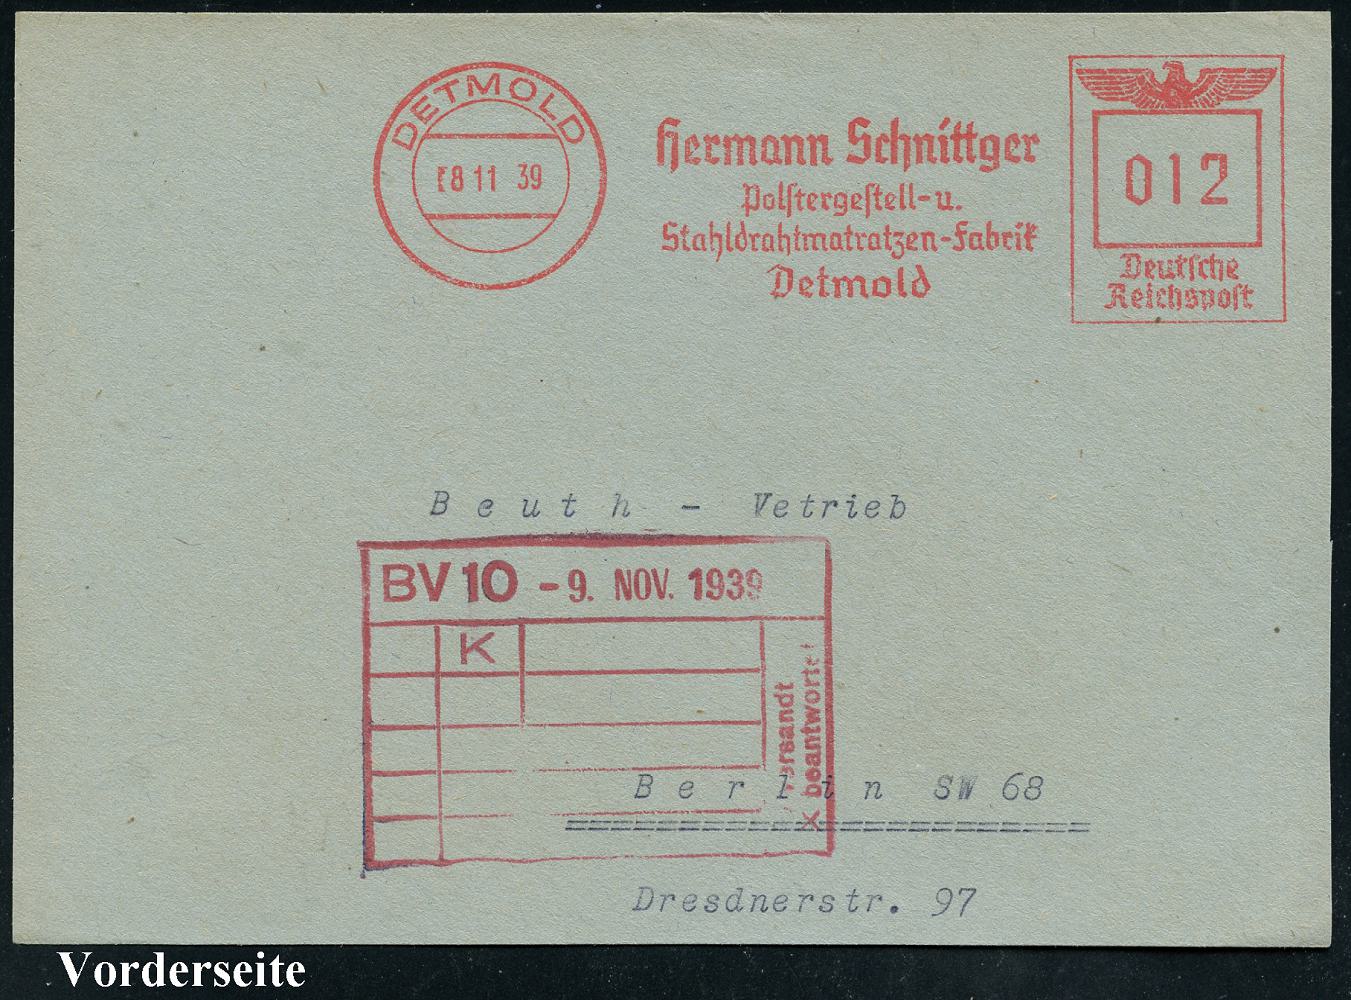 DETMOLD
8 11 39
Hermann Schnittger
Polstergestell-u.
Stahldrahtmatratzen-Fabrik
Detmold
012
Deutsche
Reichspost
Beuth - Vetrieb
BV 10 -9. NOV. 1939
K
beantwortet
x
Berlin SW 68
Dresdnerstr. 97
Vorderseite